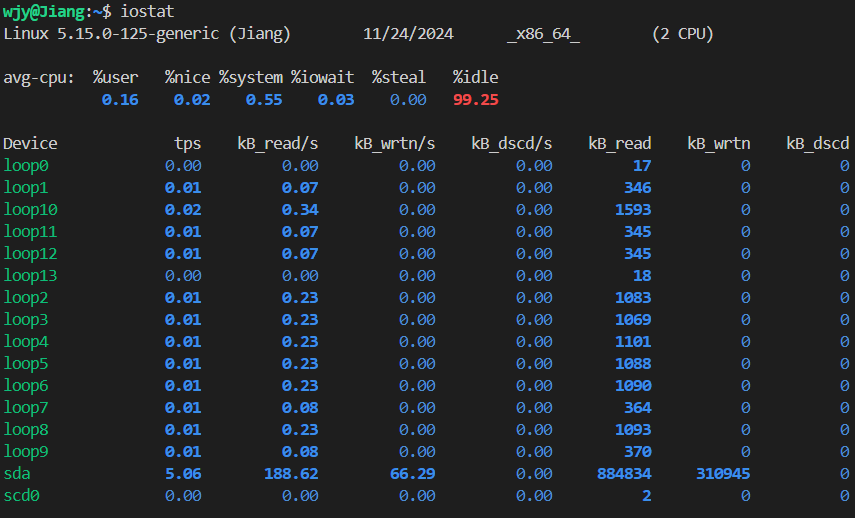 wjy@Jiang:~$ iostat
Linux 5.15.0-125-generic (Jiang) 11/24/2024 _x86_64_ (2 CPU)
avg-cpu: %user %nice %system %iowait %steal %idle
0.16 0.02 0.55 0.03 0.00 99.25
Device tps kB_read/s kB_wrtn/s kB_dscd/s kB_read kB_wrtn kB_dscd
loop0 0.00 0.00 0.00 0.00 17 0 0
loop1 0.01 0.07 0.00 0.00 346 0 0
loop10 0.02 0.34 0.00 0.00 1593 0 0
loop11 0.01 0.07 0.00 0.00 345 0 0
loop12 0.01 0.07 0.00 0.00 345 0 0
loop13 0.00 0.00 0.00 0.00 18 0 0
loop2 0.01 0.23 0.00 0.00 1083 0 0
loop3 0.01 0.23 0.00 0.00 1069 0 0
loop4 0.01 0.23 0.00 0.00 1101 0 0
loop5 0.01 0.23 0.00 0.00 1088 0 0
loop6 0.01 0.23 0.00 0.00 1090 0 0
loop7 0.01 0.08 0.00 0.00 364 0 0
loop8 0.01 0.23 0.00 0.00 1093 0 0
loop9 0.01 0.08 0.00 0.00 370 0 0
sda 5.06 188.62 66.29 0.00 884834 310945 0
scd0 0.00 0.00 0.00 0.00 2 0 0